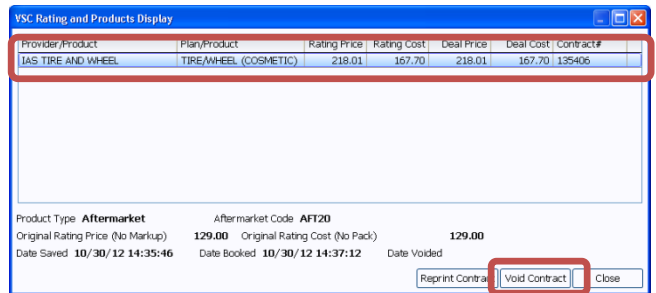 VSC Rating and Products Display
Provider/Product Plan/Product Rating Price Rating Cost Deal Price Deal Cost Contract#
IAS TIRE AND WHEEL TIRE/WHEEL (COSMETIC) 218.01 167.70 218.01 167.70 135406
Product Type Aftermarket Aftermarket Code AFT20
Original Rating Price (No Markup) 129.00 Original Rating Cost (No Pack) 129.00
Date Saved 10/30/12 14:35:46 Date Booked 10/30/12 14:37:12 Date Voided
Reprint Contract Void Contract Close